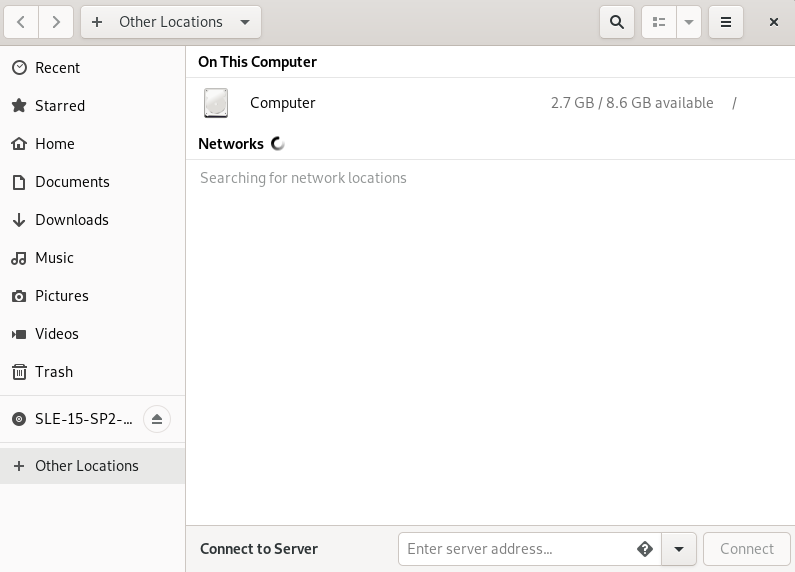 Other Locations
Recent
Starred
Home
Documents
Downloads
Music
Pictures
Videos
Trash
SLE-15-SP2-...
Other Locations
On This Computer
Computer 2.7 GB / 8.6 GB available /
Networks
Searching for network locations
Connect to Server Enter server address... Connect